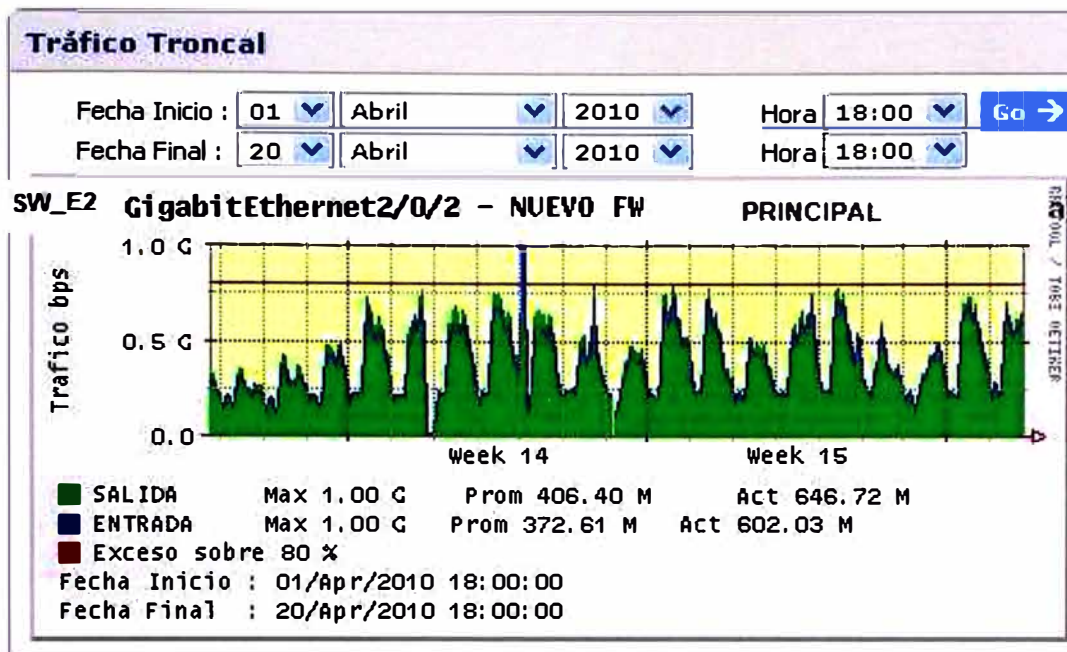 Tráfico Troncal
Fecha Inicio : 01 Abril 2010 Hora 18:00 Go →
Fecha Final : 20 Abril 2010 Hora 18:00
SW_E2 GigabitEthernet2/0/2 - NUEVO FW PRINCIPAL
Trafico bps
1.0 G
0.5 G
0.0
Week 14 Week 15
SALIDA Max 1.00 G Prom 406.40 M Act 646.72 M
ENTRADA Max 1.00 G Prom 372.61 M Act 602.03 M
Exceso sobre 80 %
Fecha Inicio : 01/Apr/2010 18:00:00
Fecha Final : 20/Apr/2010 18:00:00